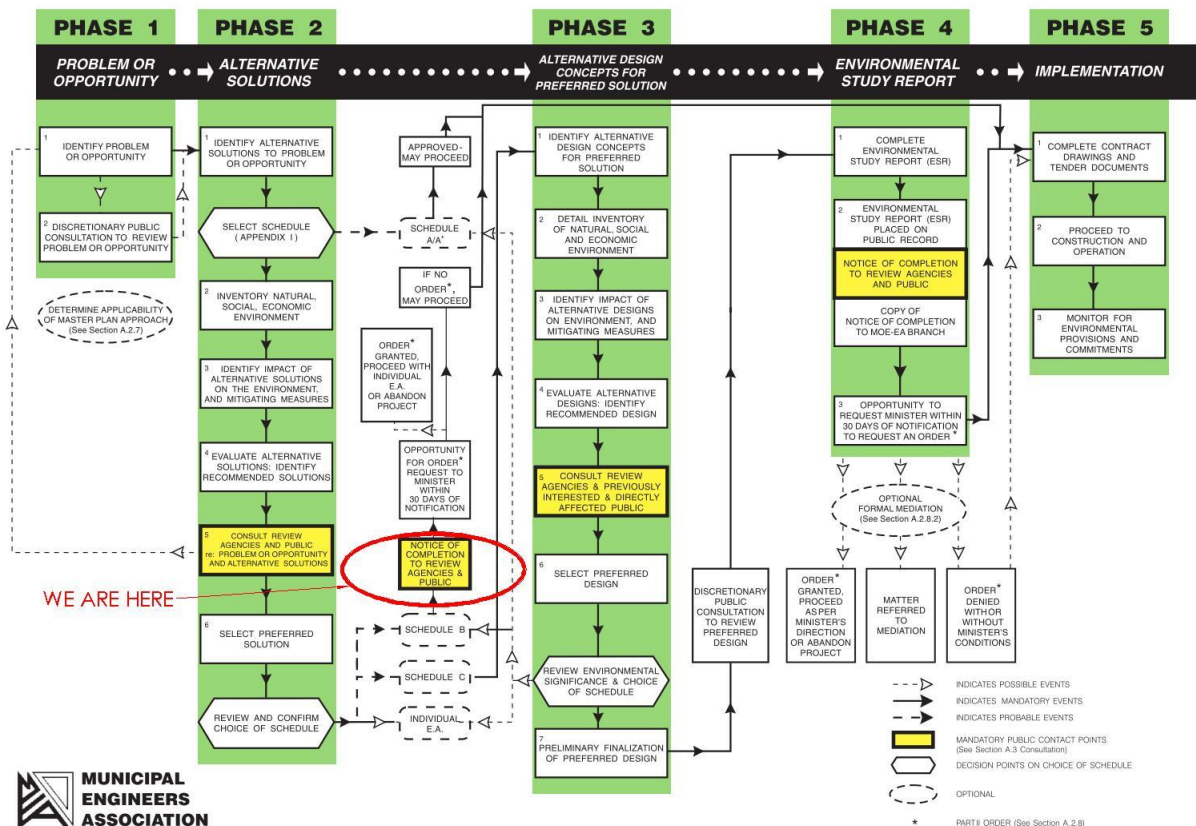 PHASE 1
PHASE 2
PHASE 3
PHASE 4
PHASE 5
PROBLEM OR
OPPORTUNITY
ALTERNATIVE
SOLUTIONS
ALTERNATIVE DESIGN
CONCEPTS FOR
PREFERRED SOLUTION
ENVIRONMENTAL
STUDY REPORT
IMPLEMENTATION
1
IDENTIFY PROBLEM
OR OPPORTUNITY
2
DISCRETIONARY PUBLIC
CONSULTATION TO REVIEW
PROBLEM OR OPPORTUNITY
DETERMINE APPLICABILITY
OF MASTER PLAN APPROACH
(See Section A.2.7)
1
IDENTIFY ALTERNATIVE
SOLUTIONS TO PROBLEM
OR OPPORTUNITY
SELECT SCHEDULE
( APPENDIX I )
2
INVENTORY NATURAL,
SOCIAL, ECONOMIC
ENVIRONMENT
3
IDENTIFY IMPACT OF
ALTERNATIVE SOLUTIONS
ON THE ENVIRONMENT,
AND MITIGATING MEASURES
4
EVALUATE ALTERNATIVE
SOLUTIONS: IDENTIFY
RECOMMENDED SOLUTIONS
5
CONSULT REVIEW
AGENCIES AND PUBLIC
re: PROBLEM OR OPPORTUNITY
AND ALTERNATIVE SOLUTIONS
WE ARE HERE
6
SELECT PREFERRED
SOLUTION
REVIEW AND CONFIRM
CHOICE OF SCHEDULE
APPROVED-
MAY PROCEED
SCHEDULE
A/A+
IF NO
ORDER*,
MAY PROCEED
ORDER*
GRANTED,
PROCEED WITH
INDIVIDUAL
E.A.
OR ABANDON
PROJECT
OPPORTUNITY
FOR ORDER*
REQUEST TO
MINISTER
WITHIN
30 DAYS OF
NOTIFICATION
NOTICE OF
COMPLETION
TO REVIEW
AGENCIES &
PUBLIC
SCHEDULE B
SCHEDULE C
INDIVIDUAL
E.A.
1
IDENTIFY ALTERNATIVE
DESIGN CONCEPTS
FOR PREFERRED
SOLUTION
2
DETAIL INVENTORY
OF NATURAL, SOCIAL
AND ECONOMIC
ENVIRONMENT
3
IDENTIFY IMPACT OF
ALTERNATIVE DESIGNS
ON ENVIRONMENT, AND
MITIGATING MEASURES
4
EVALUATE ALTERNATIVE
DESIGNS: IDENTIFY
RECOMMENDED DESIGN
5
CONSULT REVIEW
AGENCIES & PREVIOUSLY
INTERESTED & DIRECTLY
AFFECTED PUBLIC
6
SELECT PREFERRED
DESIGN
REVIEW ENVIRONMENTAL
SIGNIFICANCE & CHOICE
OF SCHEDULE
7
PRELIMINARY FINALIZATION
OF PREFERRED DESIGN
DISCRETIONARY
PUBLIC
CONSULTATION
TO REVIEW
PREFERRED
DESIGN
1
COMPLETE
ENVIRONMENTAL
STUDY REPORT (ESR)
2
ENVIRONMENTAL
STUDY REPORT (ESR)
PLACED ON
PUBLIC RECORD
NOTICE OF COMPLETION
TO REVIEW AGENCIES
AND PUBLIC
COPY OF
NOTICE OF COMPLETION
TO MOE-EA BRANCH
3
OPPORTUNITY TO
REQUEST MINISTER WITHIN
30 DAYS OF NOTIFICATION
TO REQUEST AN ORDER*
OPTIONAL
FORMAL MEDIATION
(See Section A.2.8.2)
ORDER*
GRANTED,
PROCEED
AS PER
MINISTER'S
DIRECTION
OR ABANDON
PROJECT
MATTER
REFERRED
TO
MEDIATION
ORDER*
DENIED
WITH OR
WITHOUT
MINISTER'S
CONDITIONS
1
COMPLETE CONTRACT
DRAWINGS AND
TENDER DOCUMENTS
2
PROCEED TO
CONSTRUCTION AND
OPERATION
3
MONITOR FOR
ENVIRONMENTAL
PROVISIONS AND
COMMITMENTS
INDICATES POSSIBLE EVENTS
INDICATES MANDATORY EVENTS
INDICATES PROBABLE EVENTS
MANDATORY PUBLIC CONTACT POINTS
(See Section A.3 Consultation)
DECISION POINTS ON CHOICE OF SCHEDULE
OPTIONAL
* PART II ORDER (See Section A.2.8)
MUNICIPAL
ENGINEERS
ASSOCIATION